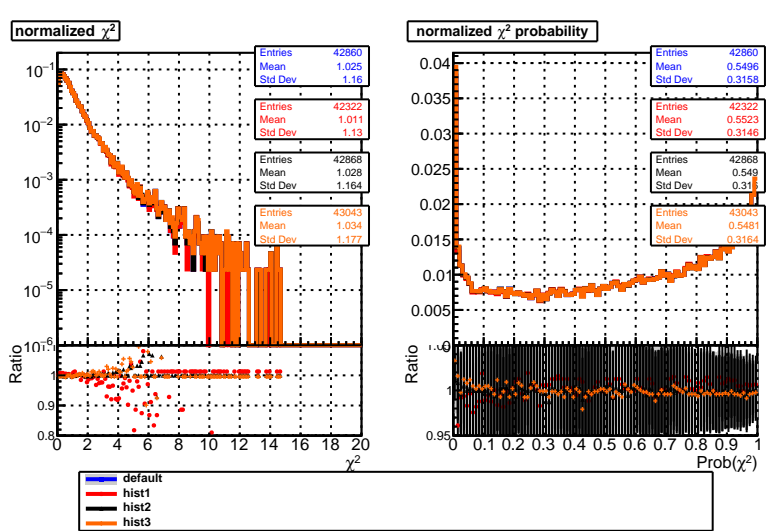 normalized χ²
Entries 42860
Mean 1.025
Std Dev 1.16
Entries 42322
Mean 1.011
Std Dev 1.13
Entries 42868
Mean 1.028
Std Dev 1.164
Entries 43043
Mean 1.034
Std Dev 1.177
10⁻¹
10⁻²
10⁻³
10⁻⁴
10⁻⁵
Ratio
1
0.9
0.8
0 2 4 6 8 10 12 14 16 18 20
χ²
normalized χ² probability
Entries 42860
Mean 0.5496
Std Dev 0.3158
Entries 42322
Mean 0.5523
Std Dev 0.3146
Entries 42868
Mean 0.549
Std Dev
Entries 43043
Mean 0.5481
Std Dev 0.3164
0.04
0.035
0.03
0.025
0.02
0.015
0.01
0.005
Ratio
1
0.95
0 0.1 0.2 0.3 0.4 0.5 0.6 0.7 0.8 0.9 1
Prob(χ²)
default
hist1
hist2
hist3